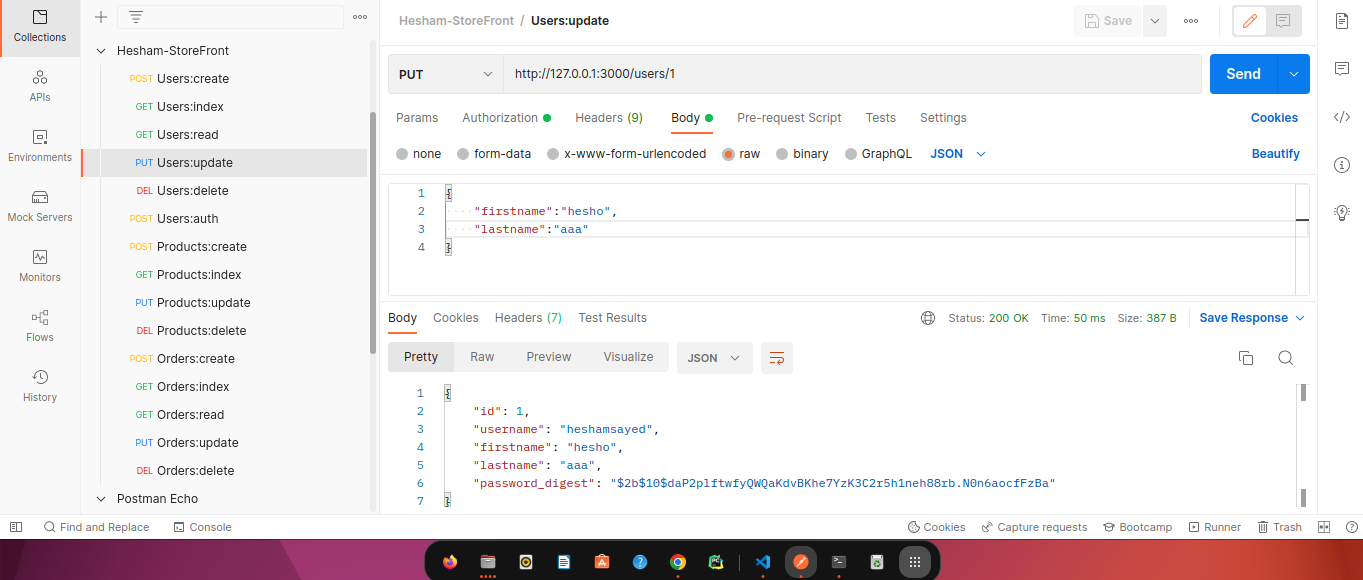 Collections
APIs
Environments
Mock Servers
Monitors
Flows
History
Hesham-StoreFront
POST Users:create
GET Users:index
GET Users:read
PUT Users:update
DEL Users:delete
POST Users:auth
POST Products:create
GET Products:index
PUT Products:update
DEL Products:delete
POST Orders:create
GET Orders:index
GET Orders:read
PUT Orders:update
DEL Orders:delete
Postman Echo
Hesham-StoreFront / Users:update
Save
PUT http://127.0.0.1:3000/users/1 Send
Params Authorization Headers (9) Body Pre-request Script Tests Settings Cookies
none form-data x-www-form-urlencoded raw binary GraphQL JSON Beautify
1 {
2 "firstname":"hesho",
3 "lastname":"aaa"
4 }
Body Cookies Headers (7) Test Results Status: 200 OK Time: 50 ms Size: 387 B Save Response
Pretty Raw Preview Visualize JSON
1 {
2 "id": 1,
3 "username": "heshamsayed",
4 "firstname": "hesho",
5 "lastname": "aaa",
6 "password_digest": "$2b$10$daP2plftwfyQWQaKdvBKhe7YzK3C2r5h1neh88rb.N0n6aocfFzBa"
7 }
Find and Replace Console Cookies Capture requests Bootcamp Runner Trash